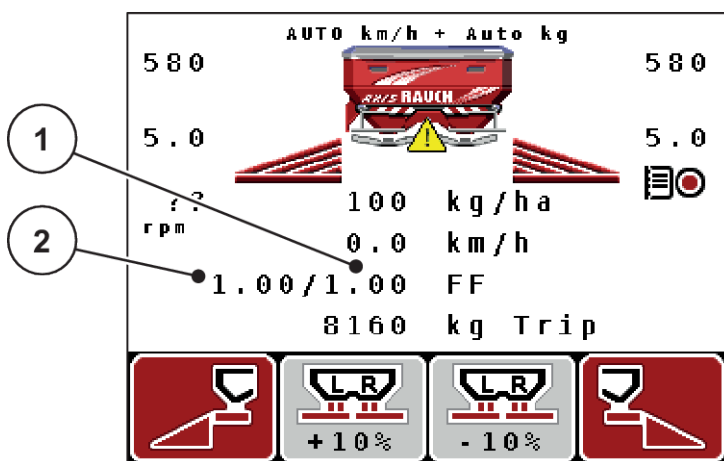 AUTO km/h + Auto kg
580 580
AXIS RAUCH
1
5.0 5.0
??
rpm
100 kg/ha
2
0.0 km/h
1.00/1.00 FF
8160 kg Trip
L R
+10%
L R
-10%